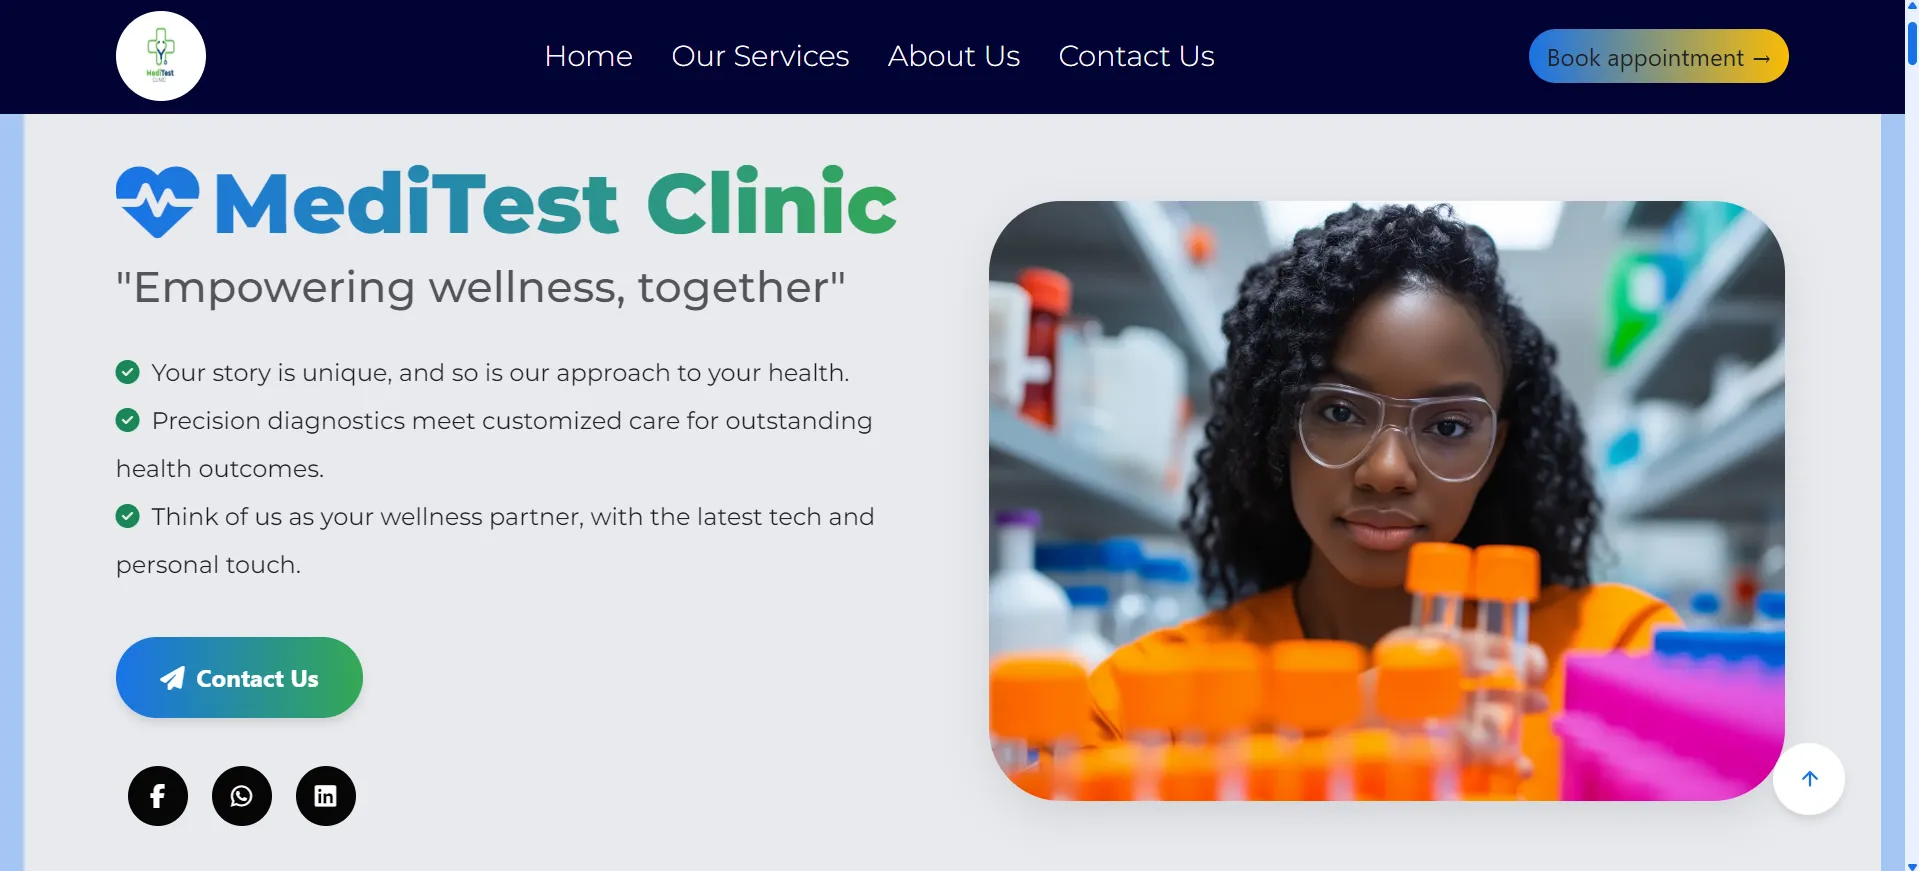 MediTest
CLINIC
Home
Our Services
About Us
Contact Us
Book appointment →
MediTest Clinic
"Empowering wellness, together"
Your story is unique, and so is our approach to your health.
Precision diagnostics meet customized care for outstanding
health outcomes.
Think of us as your wellness partner, with the latest tech and
personal touch.
Contact Us